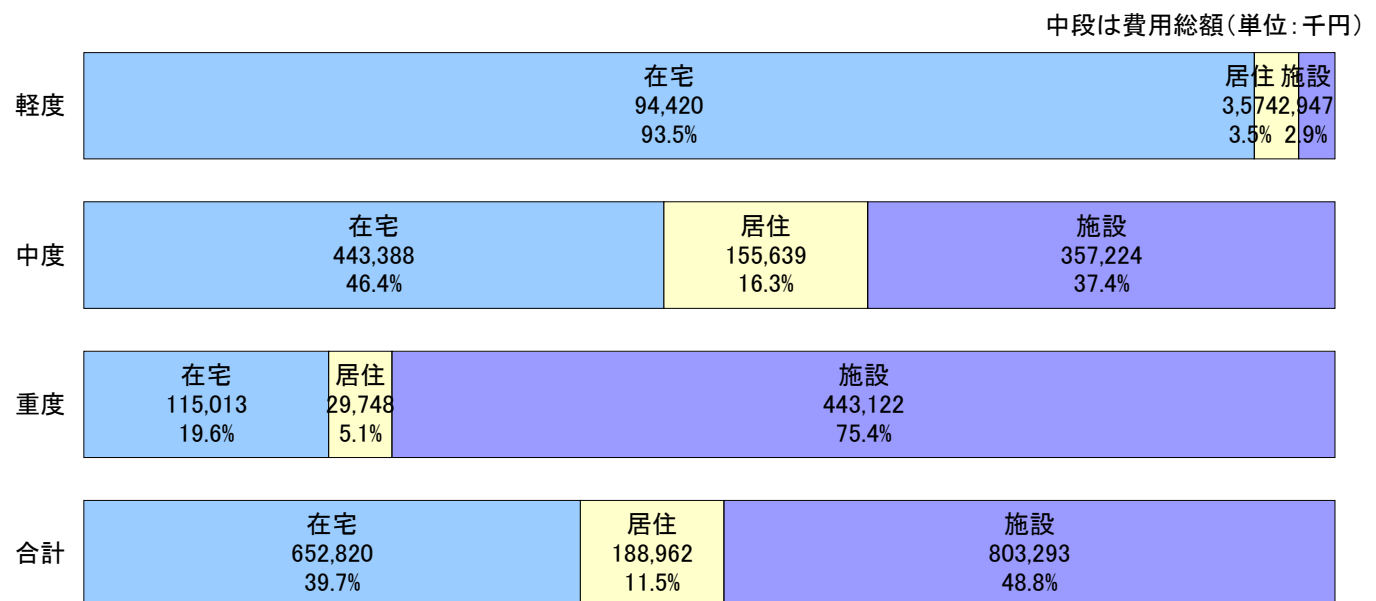 中段は費用総額(単位:千円)
軽度
在宅
94,420
93.5%
居住
3,574
3.5%
施設
2,947
2.9%
中度
在宅
443,388
46.4%
居住
155,639
16.3%
施設
357,224
37.4%
重度
在宅
115,013
19.6%
居住
29,748
5.1%
施設
443,122
75.4%
合計
在宅
652,820
39.7%
居住
188,962
11.5%
施設
803,293
48.8%